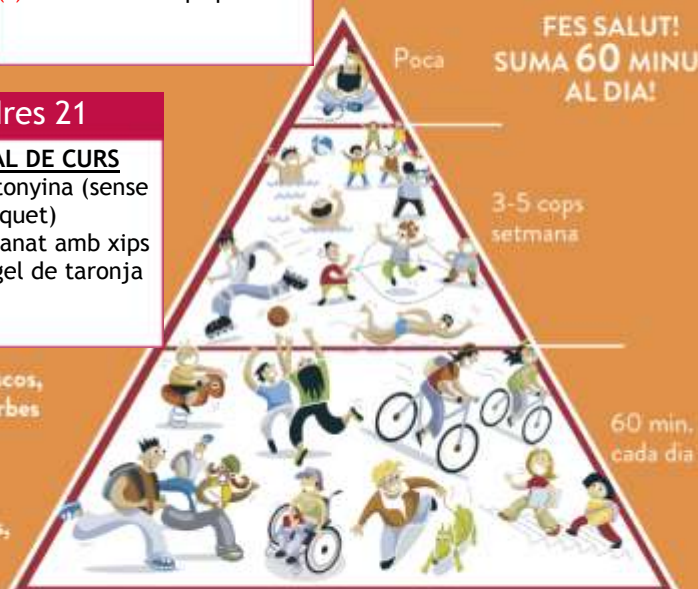 Poca
FES SALUT!
SUMA 60 MINU
AL DIA!
dres 21
AL DE CURS
tonyina (sense
quet)
anat amb xips
gel de taronja
3-5 cops
setmana
cos,
rbes
60 min.
cada dia
s,